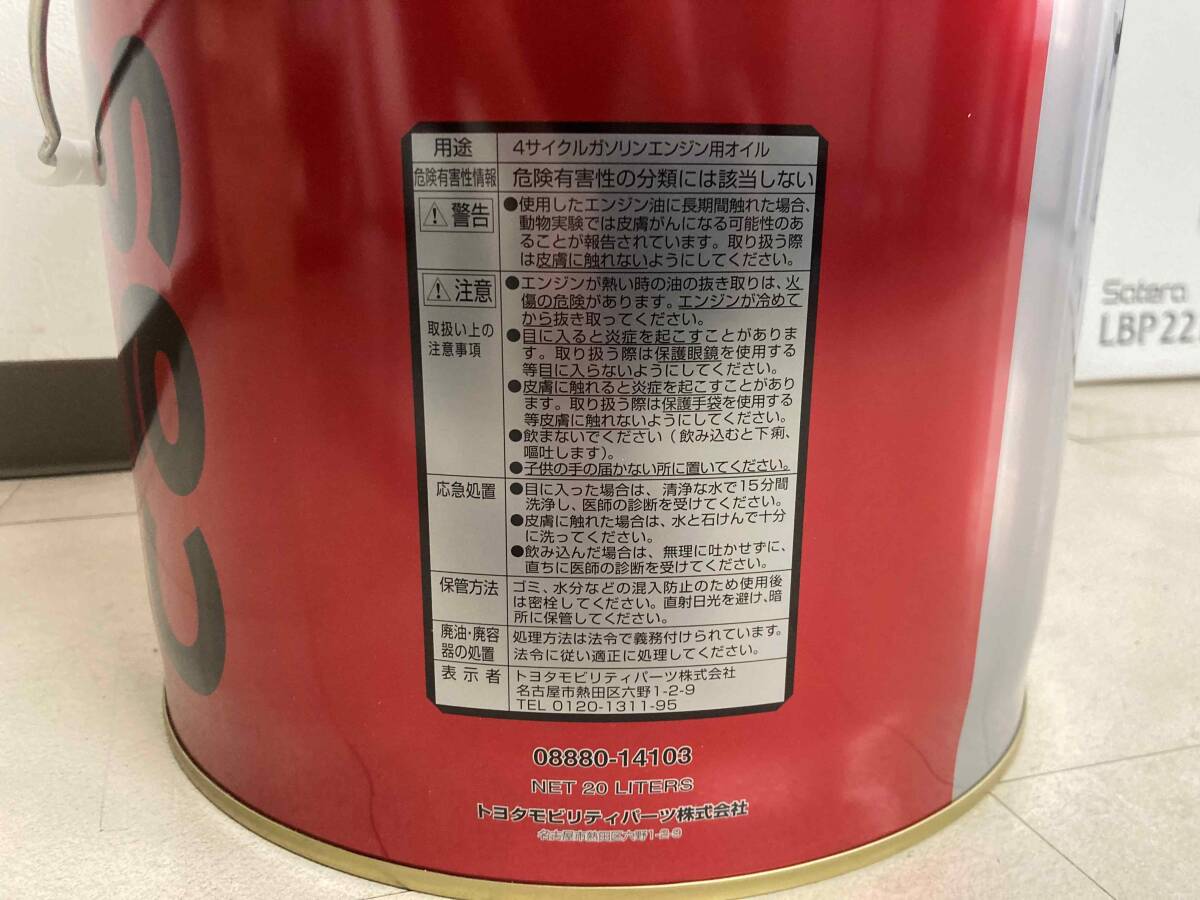 用途
4サイクルガソリンエンジン用オイル
危険有害性情報
危険有害性の分類には該当しない
警告
●使用したエンジン油に長期間触れた場合、
動物実験では皮膚がんになる可能性のあ
ることが報告されています。取り扱う際
は皮膚に触れないようにしてください。
注意
取扱い上の
注意事項
●エンジンが熱い時の油の抜き取りは、火
傷の危険があります。エンジンが冷めて
から抜き取ってください。
●目に入ると炎症を起こすことがありま
す。取り扱う際は保護眼鏡を使用する
等目に入らないようにしてください。
●皮膚に触れると炎症を起こすことがあり
ます。取り扱う際は保護手袋を使用する
等皮膚に触れないようにしてください。
●飲まないでください（飲み込むと下痢、
嘔吐します）。
●子供の手の届かない所に置いてください。
応急処置
●目に入った場合は、清浄な水で15分間
洗浄し、医師の診断を受けてください。
●皮膚に触れた場合は、水と石けんで十分
に洗ってください。
●飲み込んだ場合は、無理に吐かせずに、
直ちに医師の診断を受けてください。
保管方法
ゴミ、水分などの混入防止のため使用後
は密栓してください。直射日光を避け、暗
所に保管してください。
廃油・廃容
器の処置
処理方法は法令で義務付けられています。
法令に従い適正に処理してください。
表示者
トヨタモビリティパーツ株式会社
名古屋市熱田区六野1-2-9
TEL 0120-1311-95
08880-14103
NET 20 LITERS
トヨタモビリティパーツ株式会社
名古屋市熱田区六野1-2-9
Satera
LBP22